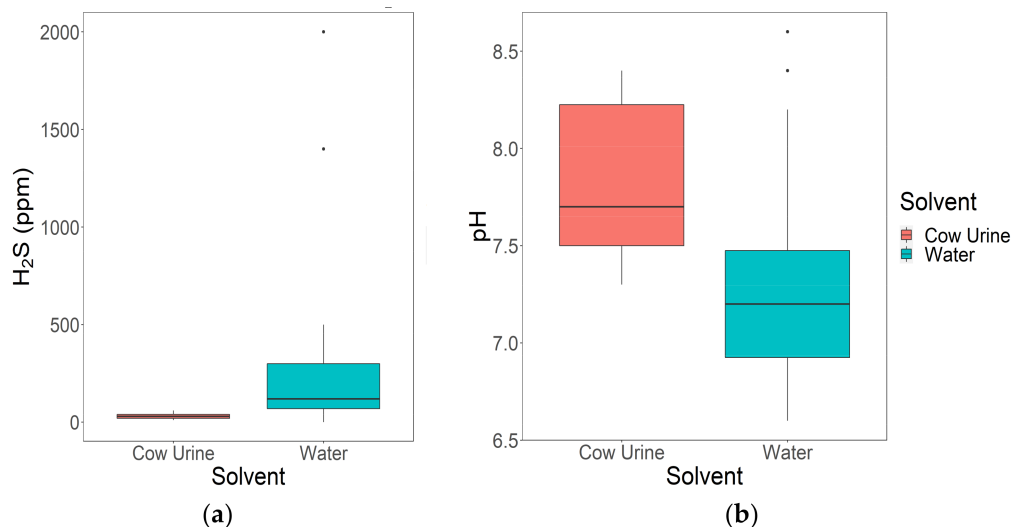 2000
1500
1000
500
0
H₂S (ppm)
Cow Urine Water
Solvent
(a)
8.5
8.0
7.5
7.0
6.5
pH
Cow Urine Water
Solvent
(b)
Solvent
Cow Urine
Water